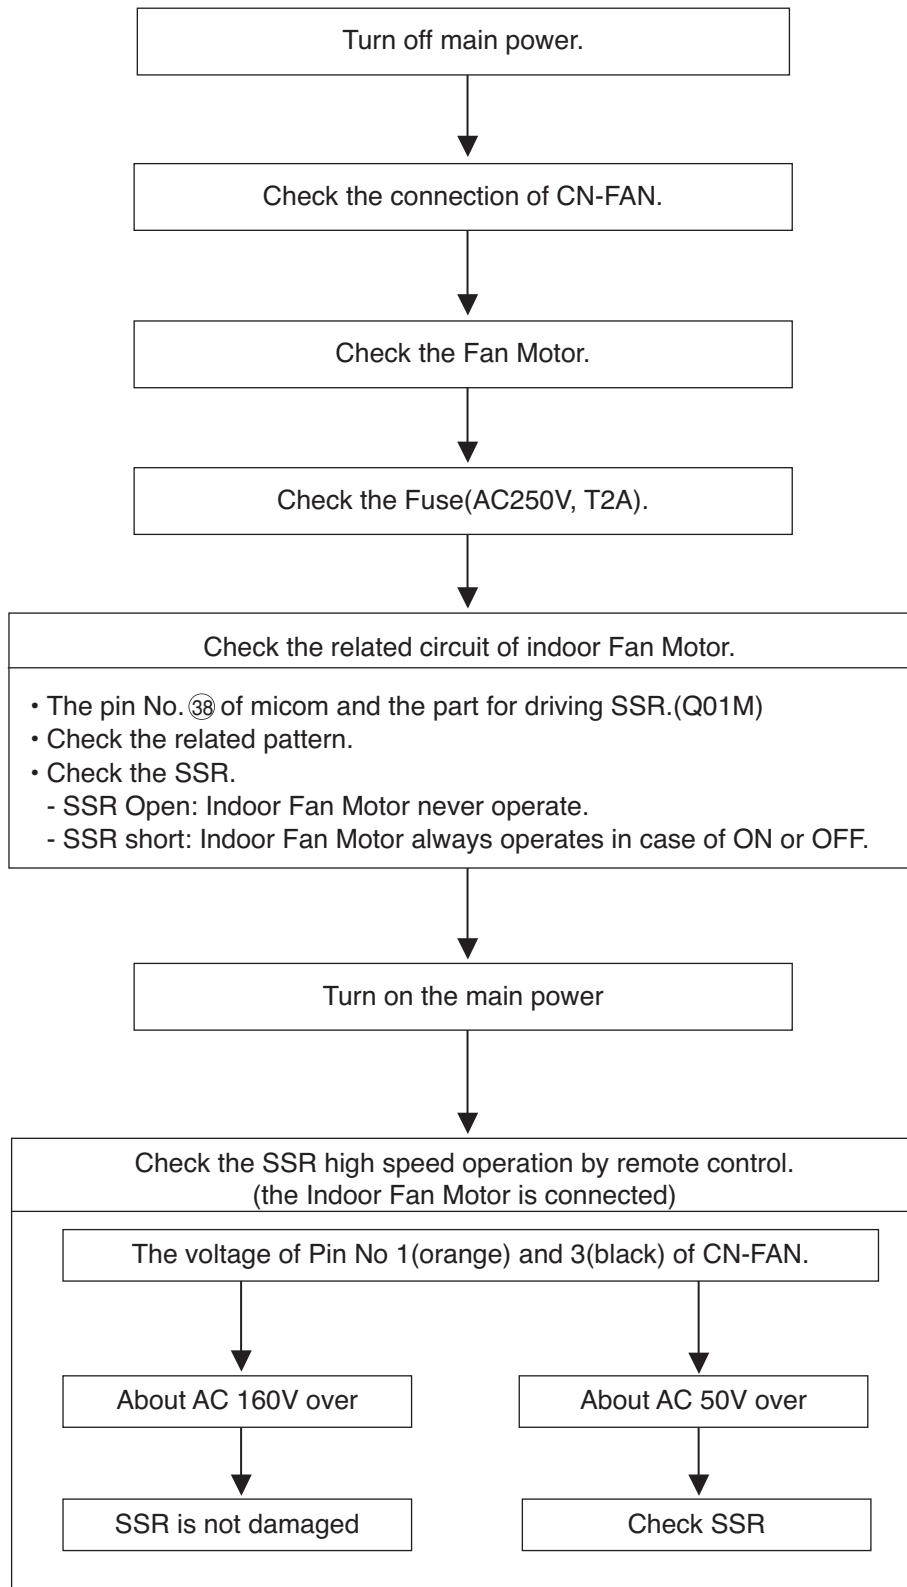 Turn off main power.
Check the connection of CN-FAN.
Check the Fan Motor.
Check the Fuse(AC250V, T2A).
Check the related circuit of indoor Fan Motor.
• The pin No. ㊳ of micom and the part for driving SSR.(Q01M)
• Check the related pattern.
• Check the SSR.
- SSR Open: Indoor Fan Motor never operate.
- SSR short: Indoor Fan Motor always operates in case of ON or OFF.
Turn on the main power
Check the SSR high speed operation by remote control.
(the Indoor Fan Motor is connected)
The voltage of Pin No 1(orange) and 3(black) of CN-FAN.
About AC 160V over
About AC 50V over
SSR is not damaged
Check SSR